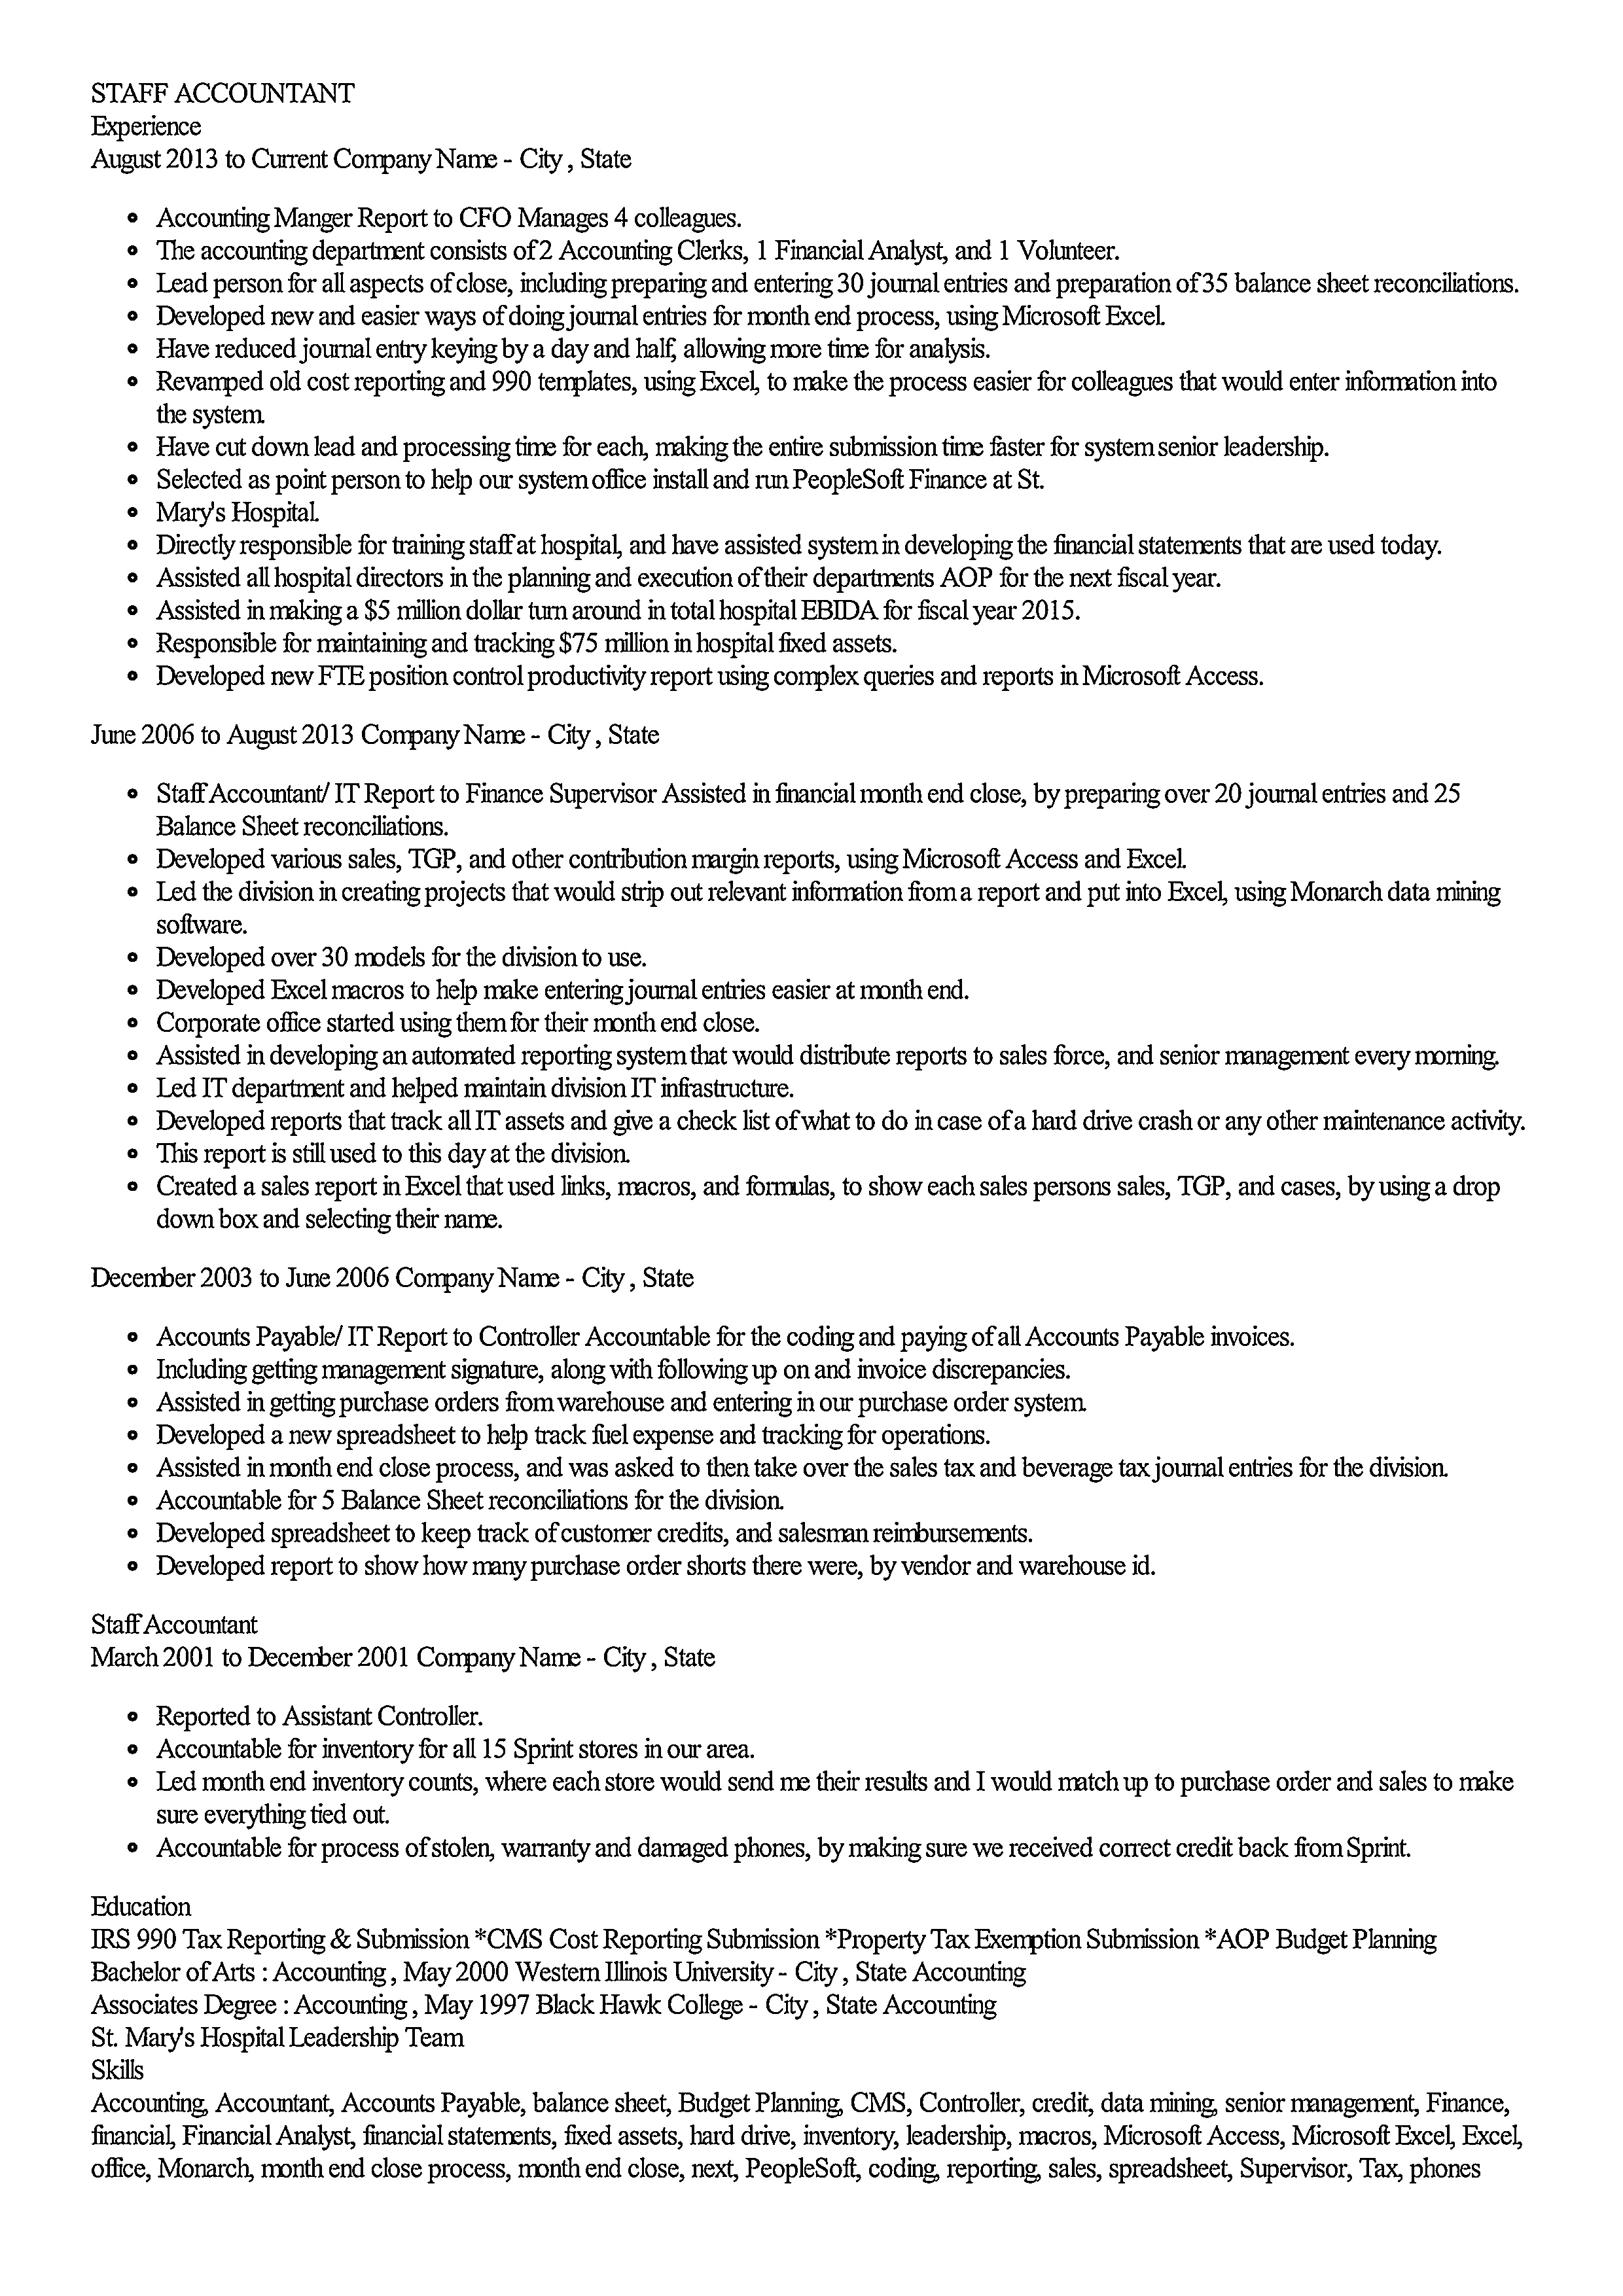 STAFF ACCOUNTANT
Experience
August 2013 to Current Company Name - City , State
Accounting Manger Report to CFO Manages 4 colleagues.
The accounting department consists of 2 Accounting Clerks, 1 Financial Analyst, and 1 Volunteer.
Lead person for all aspects of close, including preparing and entering 30 journal entries and preparation of 35 balance sheet reconciliations.
Developed new and easier ways of doing journal entries for month end process, using Microsoft Excel.
Have reduced journal entry keying by a day and half, allowing more time for analysis.
Revamped old cost reporting and 990 templates, using Excel, to make the process easier for colleagues that would enter information into
the system.
Have cut down lead and processing time for each, making the entire submission time faster for system senior leadership.
Selected as point person to help our system office install and run PeopleSoft Finance at St.
Mary's Hospital.
Directly responsible for training staff at hospital, and have assisted system in developing the financial statements that are used today.
Assisted all hospital directors in the planning and execution of their departments AOP for the next fiscal year.
Assisted in making a $5 million dollar turn around in total hospital EBIDA for fiscal year 2015.
Responsible for maintaining and tracking $75 million in hospital fixed assets.
Developed new FTE position control productivity report using complex queries and reports in Microsoft Access.
June 2006 to August 2013 Company Name - City , State
Staff Accountant/ IT Report to Finance Supervisor Assisted in financial month end close, by preparing over 20 journal entries and 25
Balance Sheet reconciliations.
Developed various sales, TGP, and other contribution margin reports, using Microsoft Access and Excel.
Led the division in creating projects that would strip out relevant information from a report and put into Excel, using Monarch data mining
software.
Developed over 30 models for the division to use.
Developed Excel macros to help make entering journal entries easier at month end.
Corporate office started using them for their month end close.
Assisted in developing an automated reporting system that would distribute reports to sales force, and senior management every morning.
Led IT department and helped maintain division IT infrastructure.
Developed reports that track all IT assets and give a check list of what to do in case of a hard drive crash or any other maintenance activity.
This report is still used to this day at the division.
Created a sales report in Excel that used links, macros, and formulas, to show each sales persons sales, TGP, and cases, by using a drop
down box and selecting their name.
December 2003 to June 2006 Company Name - City , State
Accounts Payable/ IT Report to Controller Accountable for the coding and paying of all Accounts Payable invoices.
Including getting management signature, along with following up on and invoice discrepancies.
Assisted in getting purchase orders from warehouse and entering in our purchase order system.
Developed a new spreadsheet to help track fuel expense and tracking for operations.
Assisted in month end close process, and was asked to then take over the sales tax and beverage tax journal entries for the division.
Accountable for 5 Balance Sheet reconciliations for the division.
Developed spreadsheet to keep track of customer credits, and salesman reimbursements.
Developed report to show how many purchase order shorts there were, by vendor and warehouse id.
Staff Accountant
March 2001 to December 2001 Company Name - City , State
Reported to Assistant Controller.
Accountable for inventory for all 15 Sprint stores in our area.
Led month end inventory counts, where each store would send me their results and I would match up to purchase order and sales to make
sure everything tied out.
Accountable for process of stolen, warranty and damaged phones, by making sure we received correct credit back from Sprint.
Education
IRS 990 Tax Reporting & Submission *CMS Cost Reporting Submission *Property Tax Exemption Submission *AOP Budget Planning
Bachelor of Arts : Accounting , May 2000 Western Illinois University - City , State Accounting
Associates Degree : Accounting , May 1997 Black Hawk College - City , State Accounting
St. Mary's Hospital Leadership Team
Skills
Accounting, Accountant, Accounts Payable, balance sheet, Budget Planning, CMS, Controller, credit, data mining, senior management, Finance,
financial, Financial Analyst, financial statements, fixed assets, hard drive, inventory, leadership, macros, Microsoft Access, Microsoft Excel, Excel,
office, Monarch, month end close process, month end close, next, PeopleSoft, coding, reporting, sales, spreadsheet, Supervisor, Tax, phones